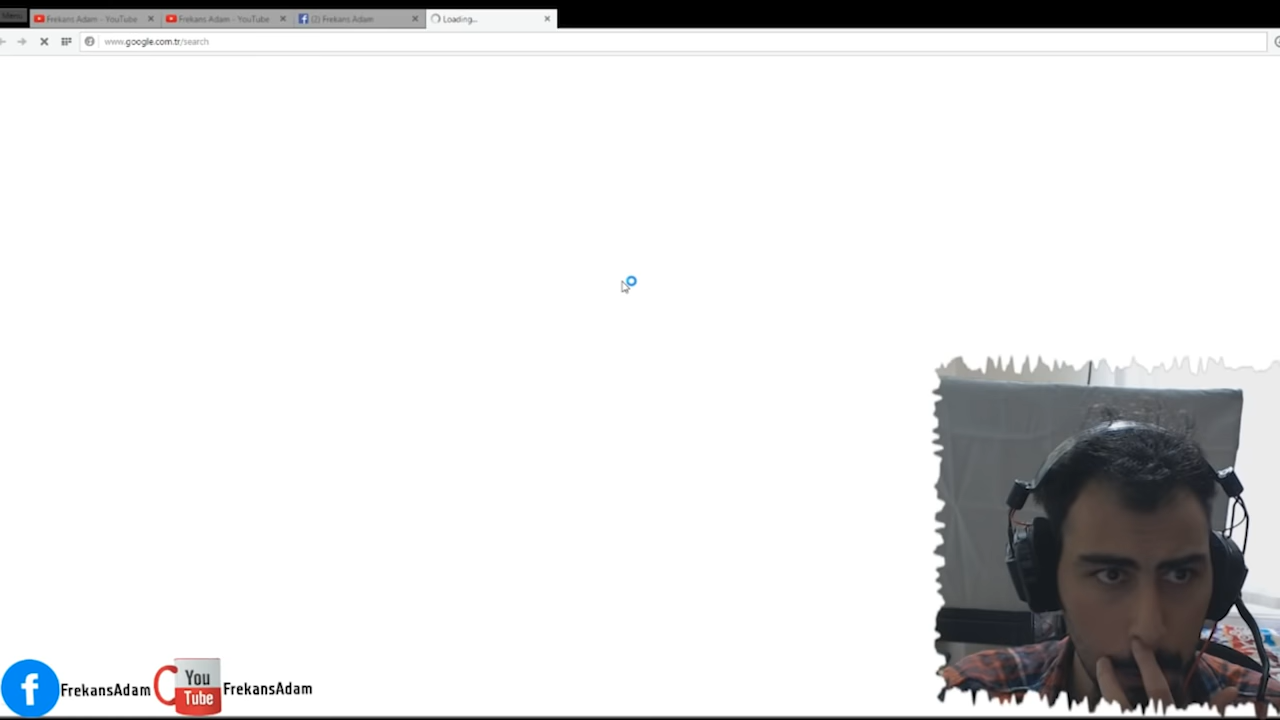 Menu
Frekans Adam - YouTube
Frekans Adam - YouTube
(2) Frekans Adam
Loading...
www.google.com.tr/search
f FrekansAdam
You Tube FrekansAdam